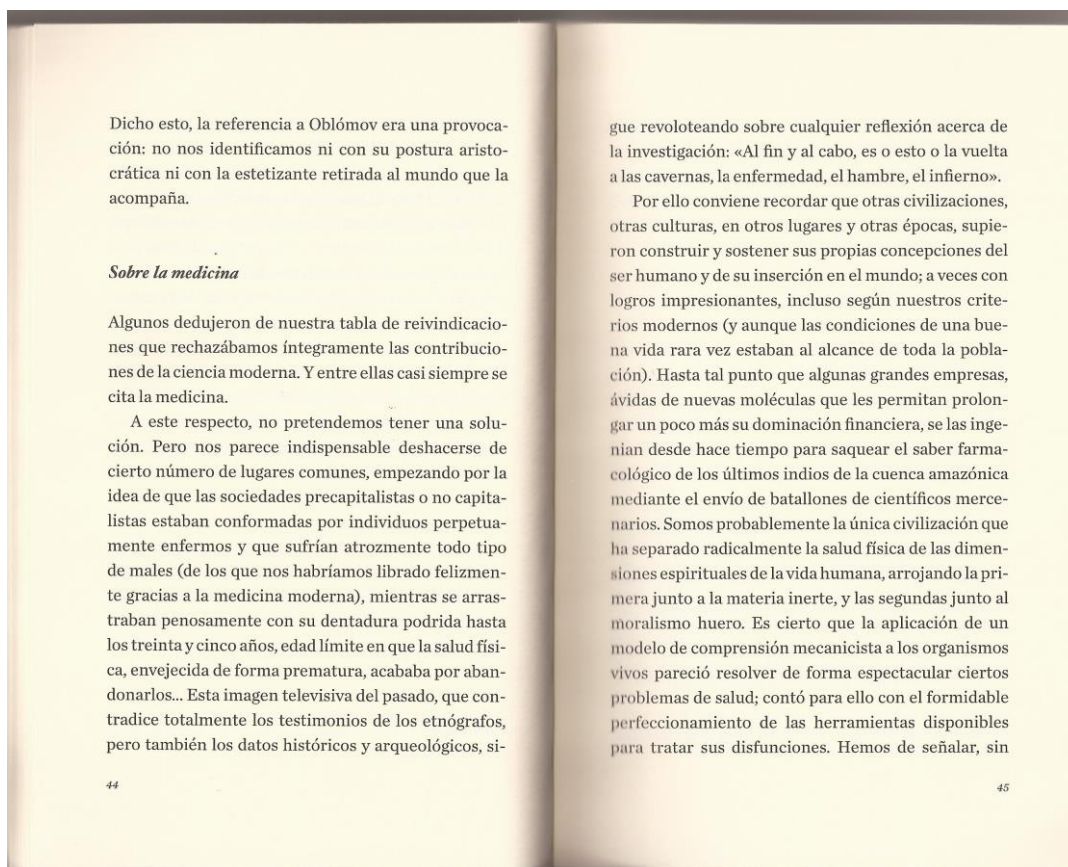 Dicho esto, la referencia a Oblómov era una provoca-
ción: no nos identificamos ni con su postura aristo-
crática ni con la estetizante retirada al mundo que la
acompaña.
Sobre la medicina
Algunos dedujeron de nuestra tabla de reivindicacio-
nes que rechazábamos íntegramente las contribucio-
nes de la ciencia moderna. Y entre ellas casi siempre se
cita la medicina.
A este respecto, no pretendemos tener una solu-
ción. Pero nos parece indispensable deshacerse de
cierto número de lugares comunes, empezando por la
idea de que las sociedades precapitalistas o no capita-
listas estaban conformadas por individuos perpetua-
mente enfermos y que sufrían atrozmente todo tipo
de males (de los que nos habríamos librado felizmen-
te gracias a la medicina moderna), mientras se arras-
traban penosamente con su dentadura podrida hasta
los treinta y cinco años, edad límite en que la salud físi-
ca, envejecida de forma prematura, acababa por aban-
donarlos... Esta imagen televisiva del pasado, que con-
tradice totalmente los testimonios de los etnógrafos,
pero también los datos históricos y arqueológicos, si-
44
gue revoloteando sobre cualquier reflexión acerca de
la investigación: «Al fin y al cabo, es o esto o la vuelta
a las cavernas, la enfermedad, el hambre, el infierno».
Por ello conviene recordar que otras civilizaciones,
otras culturas, en otros lugares y otras épocas, supie-
ron construir y sostener sus propias concepciones del
ser humano y de su inserción en el mundo; a veces con
logros impresionantes, incluso según nuestros crite-
rios modernos (y aunque las condiciones de una bue-
na vida rara vez estaban al alcance de toda la pobla-
ción). Hasta tal punto que algunas grandes empresas,
ávidas de nuevas moléculas que les permitan prolon-
gar un poco más su dominación financiera, se las inge-
nian desde hace tiempo para saquear el saber farma-
cológico de los últimos indios de la cuenca amazónica
mediante el envío de batallones de científicos merce-
narios. Somos probablemente la única civilización que
ha separado radicalmente la salud física de las dimen-
siones espirituales de la vida humana, arrojando la pri-
mera junto a la materia inerte, y las segundas junto al
moralismo huero. Es cierto que la aplicación de un
modelo de comprensión mecanicista a los organismos
vivos pareció resolver de forma espectacular ciertos
problemas de salud; contó para ello con el formidable
perfeccionamiento de las herramientas disponibles
para tratar sus disfunciones. Hemos de señalar, sin
45